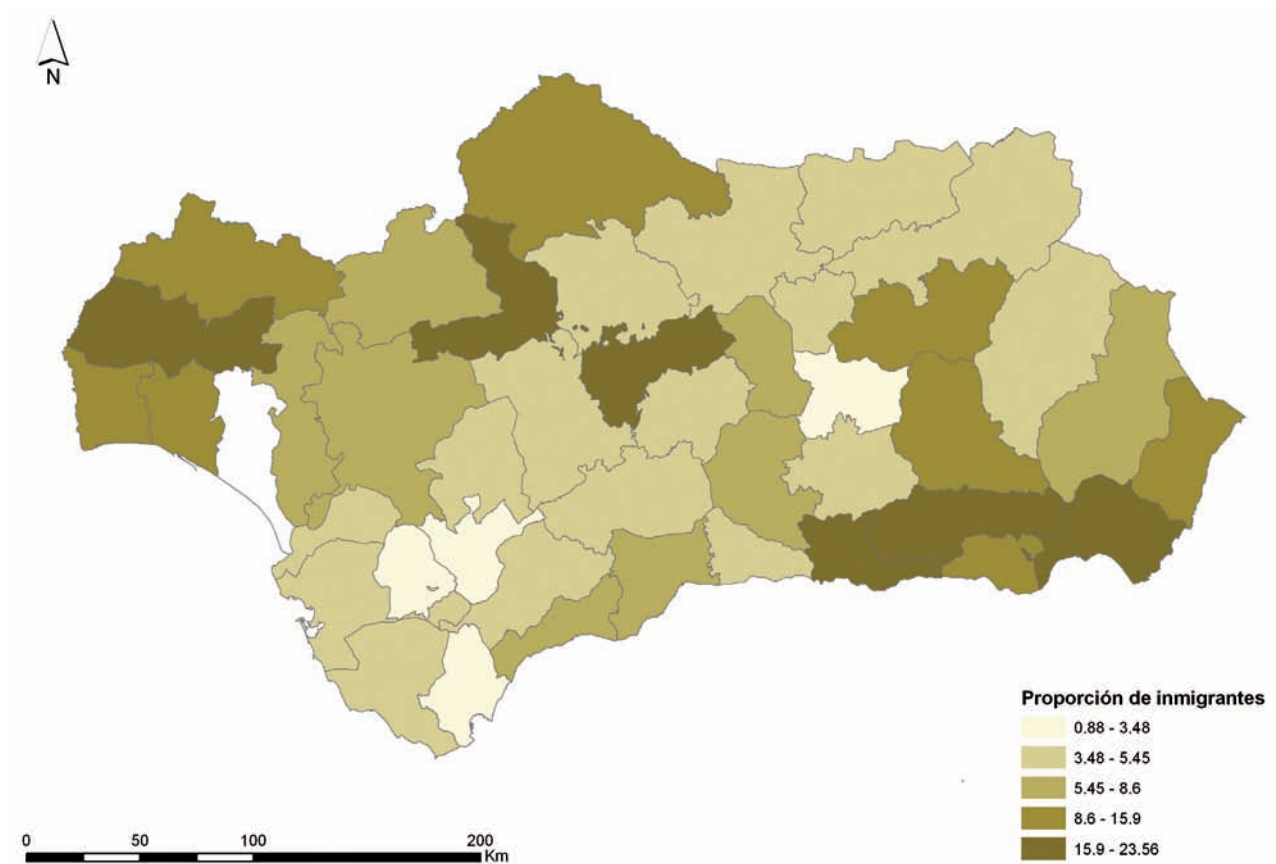 N
Proporción de inmigrantes
0.88 - 3.48
3.48 - 5.45
5.45 - 8.6
8.6 - 15.9
15.9 - 23.56
0 50 100 200
Km